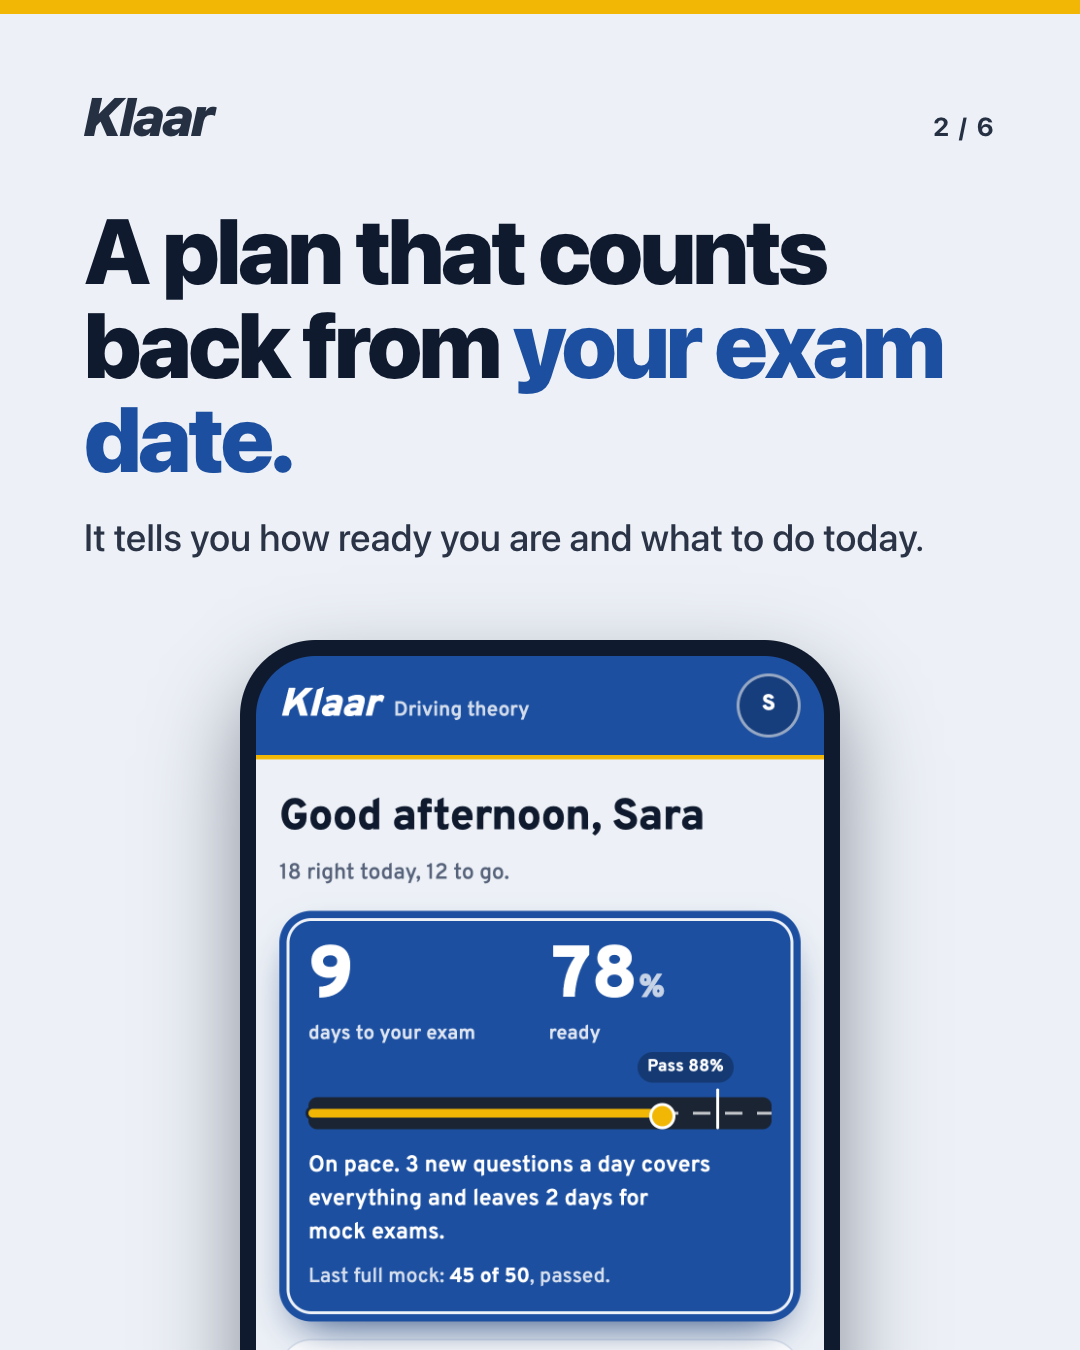 Klaar
2 / 6
A plan that counts
back from your exam
date.
It tells you how ready you are and what to do today.
Klaar Driving theory
S
Good afternoon, Sara
18 right today, 12 to go.
9
78%
days to your exam
ready
Pass 88%
On pace. 3 new questions a day covers
everything and leaves 2 days for
mock exams.
Last full mock: 45 of 50, passed.